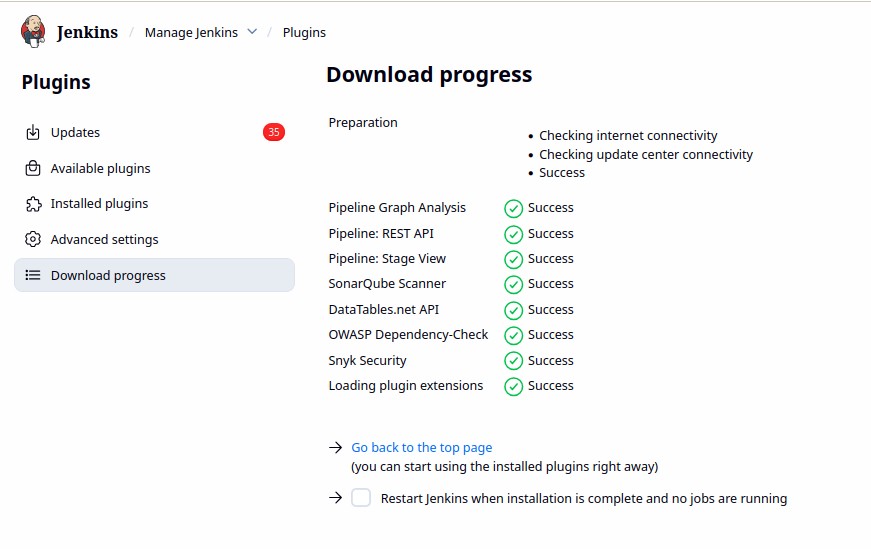 Jenkins / Manage Jenkins / Plugins
Plugins
Updates 35
Available plugins
Installed plugins
Advanced settings
Download progress
Download progress
Preparation
• Checking internet connectivity
• Checking update center connectivity
• Success
Pipeline Graph Analysis Success
Pipeline: REST API Success
Pipeline: Stage View Success
SonarQube Scanner Success
DataTables.net API Success
OWASP Dependency-Check Success
Snyk Security Success
Loading plugin extensions Success
Go back to the top page
(you can start using the installed plugins right away)
Restart Jenkins when installation is complete and no jobs are running